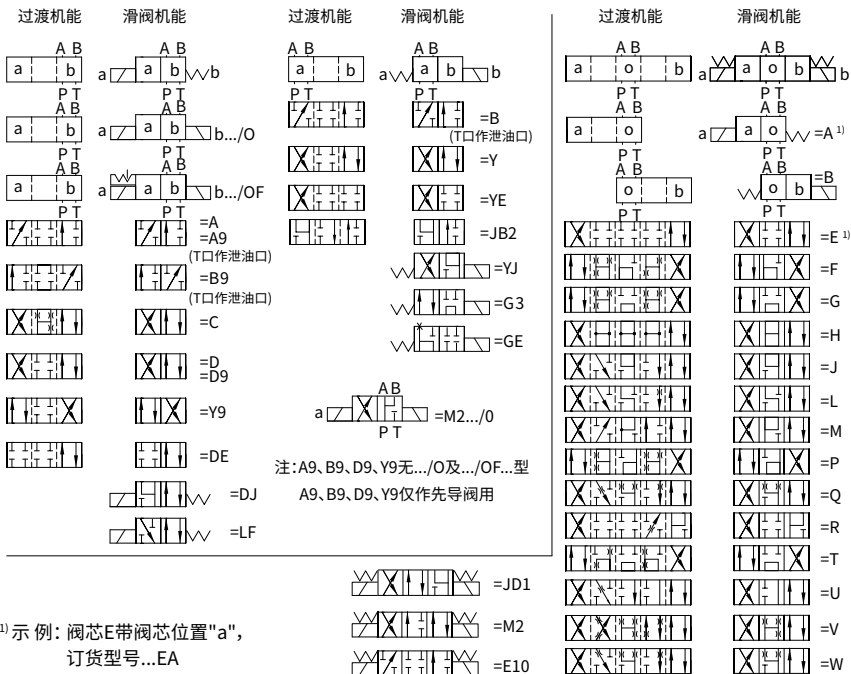 过渡机能 滑阀机能 过渡机能 滑阀机能 过渡机能 滑阀机能
A B A B A B A B A B A B
a b a a b b a b a a b b a o b a a o b b
P T P T P T P T P T P T
A B A B
a b a a b b.../O
P T P T
A B A B
a b a a b b.../OF
P T P T
=A
=A9
(T口作泄油口)
=B9
(T口作泄油口)
=C
=D
=D9
=Y9
=DE
=DJ
=LF
=B
(T口作泄油口)
=Y
=YE
=JB2
=YJ
=G3
=GE
A B
a =M2.../0
P T
注:A9、B9、D9、Y9无.../O及.../OF...型
A9、B9、D9、Y9仅作先导阀用
A B A B
a o a a o =A 1)
P T P T
A B A B
o b o b =B
P T P T
=E 1)
=F
=G
=H
=J
=L
=M
=P
=Q
=R
=T
=U
=V
=W
=JD1
=M2
=E10
1) 示 例: 阀芯E带阀芯位置"a",
订货型号...EA